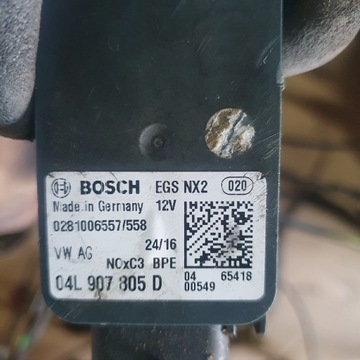 BOSCH EGS NX2 020
Made in Germany 12V
0281006557/558
VW AG 24/16
NOxC3 BPE
04L 907 805 D
04 65418
00549